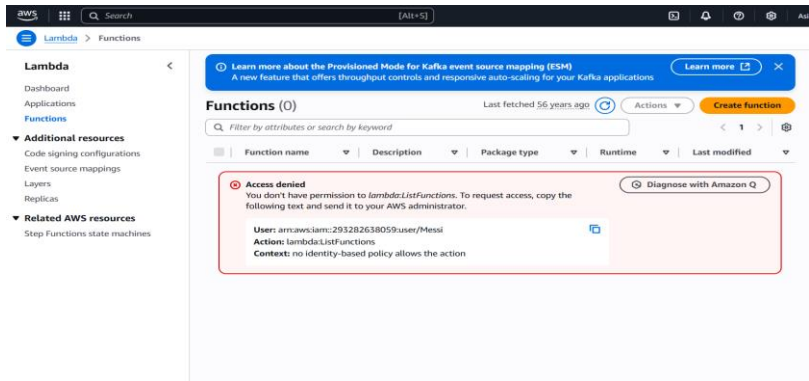 aws
Search
[Alt+S]
Lambda > Functions
Lambda
Dashboard
Applications
Functions
Additional resources
Code signing configurations
Event source mappings
Layers
Replicas
Related AWS resources
Step Functions state machines
Learn more about the Provisioned Mode for Kafka event source mapping (ESM)
A new feature that offers throughput controls and responsive auto-scaling for your Kafka applications
Learn more
Functions (0)
Last fetched 56 years ago
Actions
Create function
Filter by attributes or search by keyword
1
Function name
Description
Package type
Runtime
Last modified
Access denied
You don't have permission to lambda:ListFunctions. To request access, copy the
following text and send it to your AWS administrator.
Diagnose with Amazon Q
User: arn:aws:iam::293282638059:user/Messi
Action: lambda:ListFunctions
Context: no identity-based policy allows the action